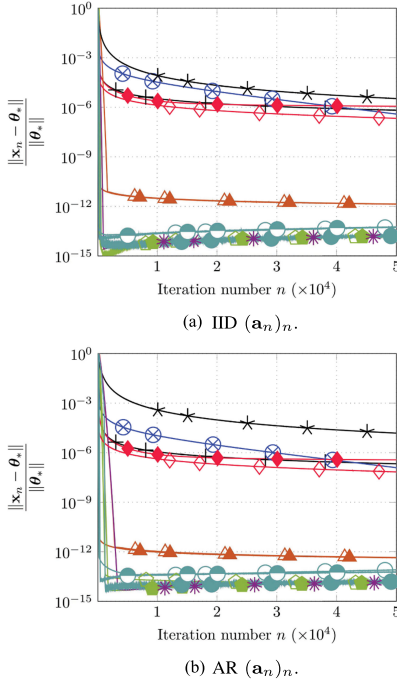 10^0
10^-3
10^-6
10^-9
10^-12
10^-15
‖x_n − θ_*‖
‖θ_*‖
1 2 3 4 5
Iteration number n (×10^4)
(a) IID (a_n)_n.
10^0
10^-3
10^-6
10^-9
10^-12
10^-15
‖x_n − θ_*‖
‖θ_*‖
1 2 3 4 5
Iteration number n (×10^4)
(b) AR (a_n)_n.